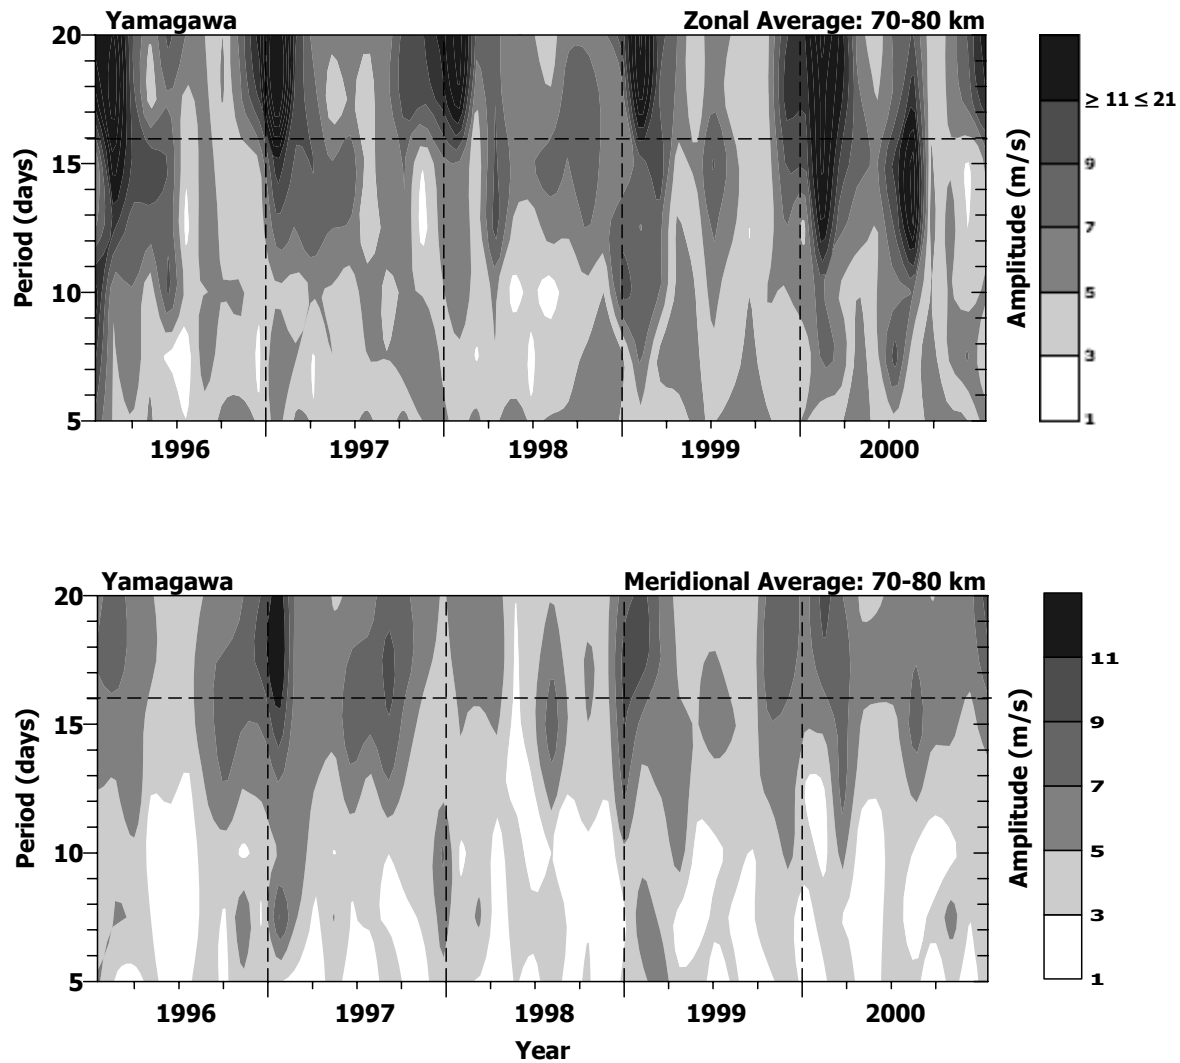 Yamagawa Zonal Average: 70-80 km
20
15
10
5
Period (days)
1996 1997 1998 1999 2000
≥ 11 ≤ 21
9
7
5
3
1
Amplitude (m/s)
Yamagawa Meridional Average: 70-80 km
20
15
10
5
Period (days)
1996 1997 1998 1999 2000
Year
11
9
7
5
3
1
Amplitude (m/s)